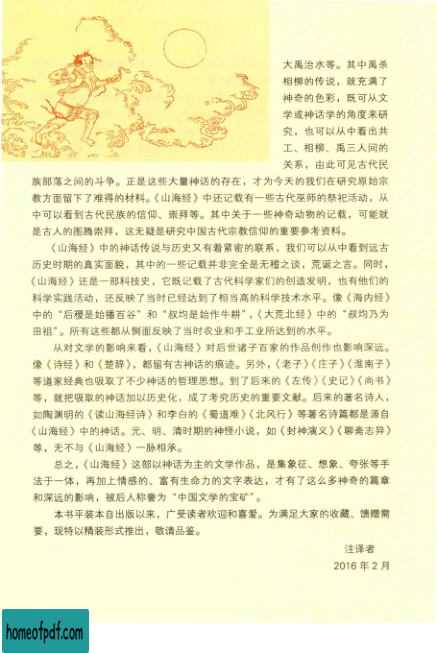 大禹治水等。其中禹杀
相柳的传说，就充满了
神奇的色彩，既可从文
学或神话学的角度来研
究，也可以从中看出共
工、相柳、禹三人间的
关系，由此可见古代民
族部落之间的斗争。正是这些大量神话的存在，才为今天的我们在研究原始宗
教方面留下了难得的材料。《山海经》中还记载有一些古代巫师的祭祀活动，从
中可以看到古代民族的信仰、崇拜等。其中关于一些神奇动物的记载，可能就
是古人的图腾崇拜，这无疑是研究中国古代宗教信仰的重要参考资料。
《山海经》中的神话传说与历史又有着紧密的联系，我们可以从中看到远古
历史时期的真实面貌，其中的一些记载并非完全是无稽之谈，荒诞之言。同时，
《山海经》还是一部科技史，它既记载了古代科学家们的创造发明，也有他们的
科学实践活动，还反映了当时已经达到了相当高的科学技术水平。像《海内经》
中的“后稷是始播百谷”和“叔均是始作牛耕”，《大荒北经》中的“叔均乃为
田祖”。所有这些都从侧面反映了当时农业和手工业所达到的水平。
从对文学的影响来看，《山海经》对后世诸子百家的作品创作也影响深远。
像《诗经》和《楚辞》，都留有古神话的痕迹。另外，《老子》《庄子》《淮南子》
等道家经典也吸取了不少神话的哲理思想。到了后来的《左传》《史记》《尚书》
等，就把吸取的神话加以历史化，成了考究历史的重要文献。后来的著名诗人，
如陶渊明的《读山海经诗》和李白的《蜀道难》《北风行》等著名诗篇都是源自
《山海经》中的神话。元、明、清时期的神怪小说，如《封神演义》《聊斋志异》
等，无不与《山海经》一脉相承。
总之，《山海经》这部以神话为主的文学作品，是集象征、想象、夸张等手
法于一体，再加上情感的、富有生命力的文字表达，才有了这么多神奇的篇章
和深远的影响，被后人称誉为“中国文学的宝矿”。
本书平装本自出版以来，广受读者欢迎和喜爱。为满足大家的收藏、馈赠需
要，现特以精装形式推出，敬请品鉴。
注译者
2016 年 2 月
homeofpdf.com